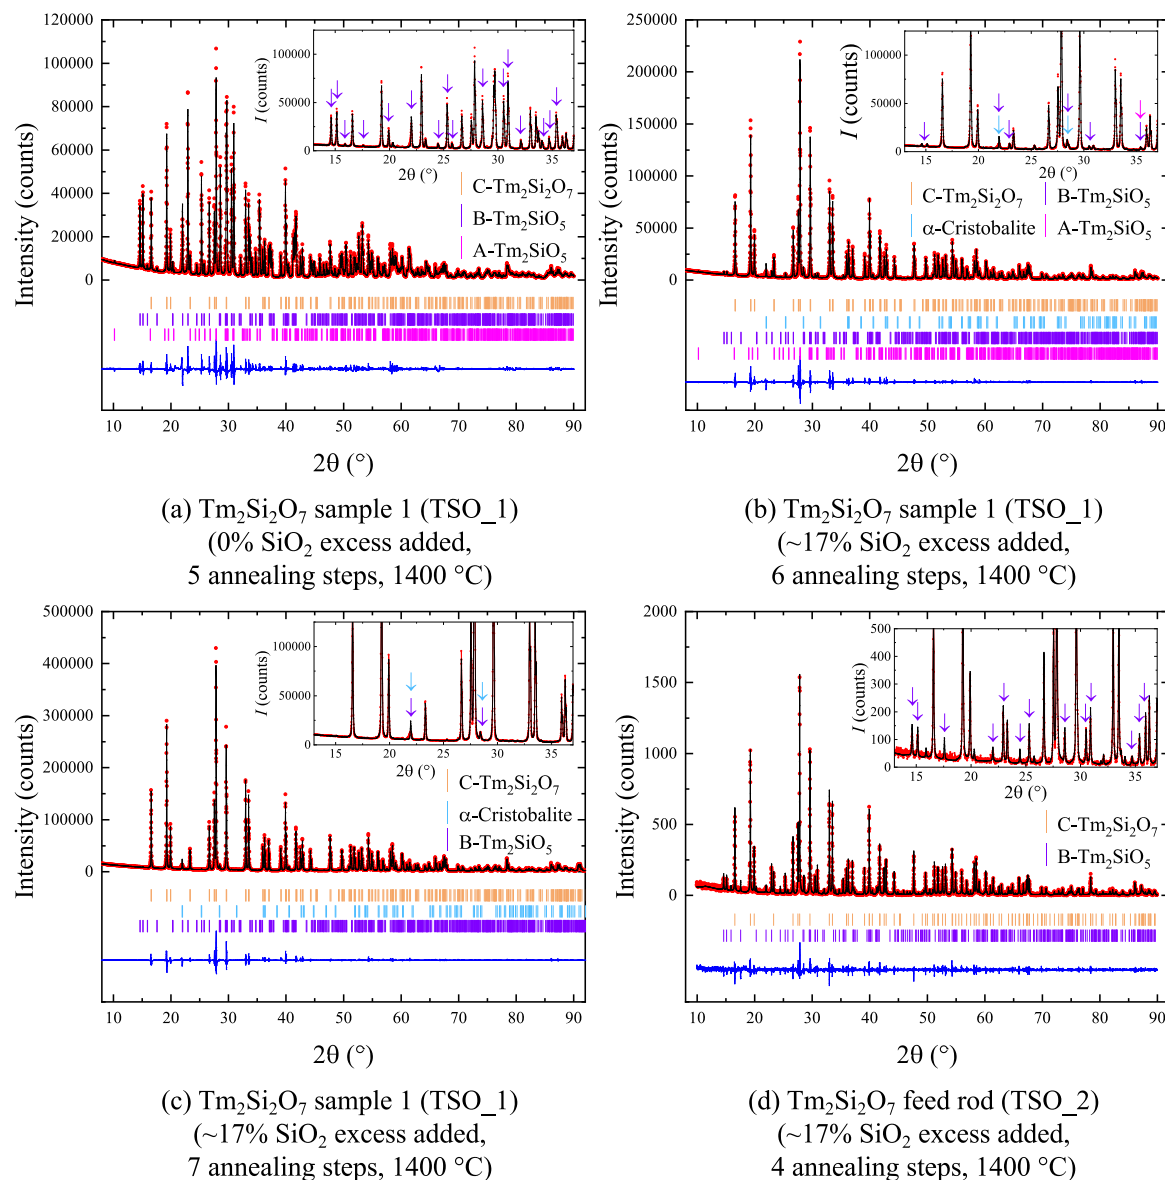 120000
100000
80000
60000
40000
20000
0
Intensity (counts)
10 20 30 40 50 60 70 80 90
2θ (°)
100000
50000
0
I (counts)
15 20 25 30 35
2θ (°)
C-Tm₂Si₂O₇
B-Tm₂SiO₅
A-Tm₂SiO₅
(a) Tm₂Si₂O₇ sample 1 (TSO_1)
(0% SiO₂ excess added,
5 annealing steps, 1400 °C)
250000
200000
150000
100000
50000
0
Intensity (counts)
10 20 30 40 50 60 70 80 90
2θ (°)
100000
50000
0
I (counts)
15 20 25 30 35
2θ (°)
C-Tm₂Si₂O₇ B-Tm₂SiO₅
α-Cristobalite A-Tm₂SiO₅
(b) Tm₂Si₂O₇ sample 1 (TSO_1)
(~17% SiO₂ excess added,
6 annealing steps, 1400 °C)
500000
400000
300000
200000
100000
0
Intensity (counts)
10 20 30 40 50 60 70 80 90
2θ (°)
100000
50000
0
I (counts)
15 20 25 30 35
2θ (°)
C-Tm₂Si₂O₇
α-Cristobalite
B-Tm₂SiO₅
(c) Tm₂Si₂O₇ sample 1 (TSO_1)
(~17% SiO₂ excess added,
7 annealing steps, 1400 °C)
2000
1500
1000
500
0
Intensity (counts)
10 20 30 40 50 60 70 80 90
2θ (°)
500
400
300
200
100
0
I (counts)
15 20 25 30 35
2θ (°)
C-Tm₂Si₂O₇
B-Tm₂SiO₅
(d) Tm₂Si₂O₇ feed rod (TSO_2)
(~17% SiO₂ excess added,
4 annealing steps, 1400 °C)